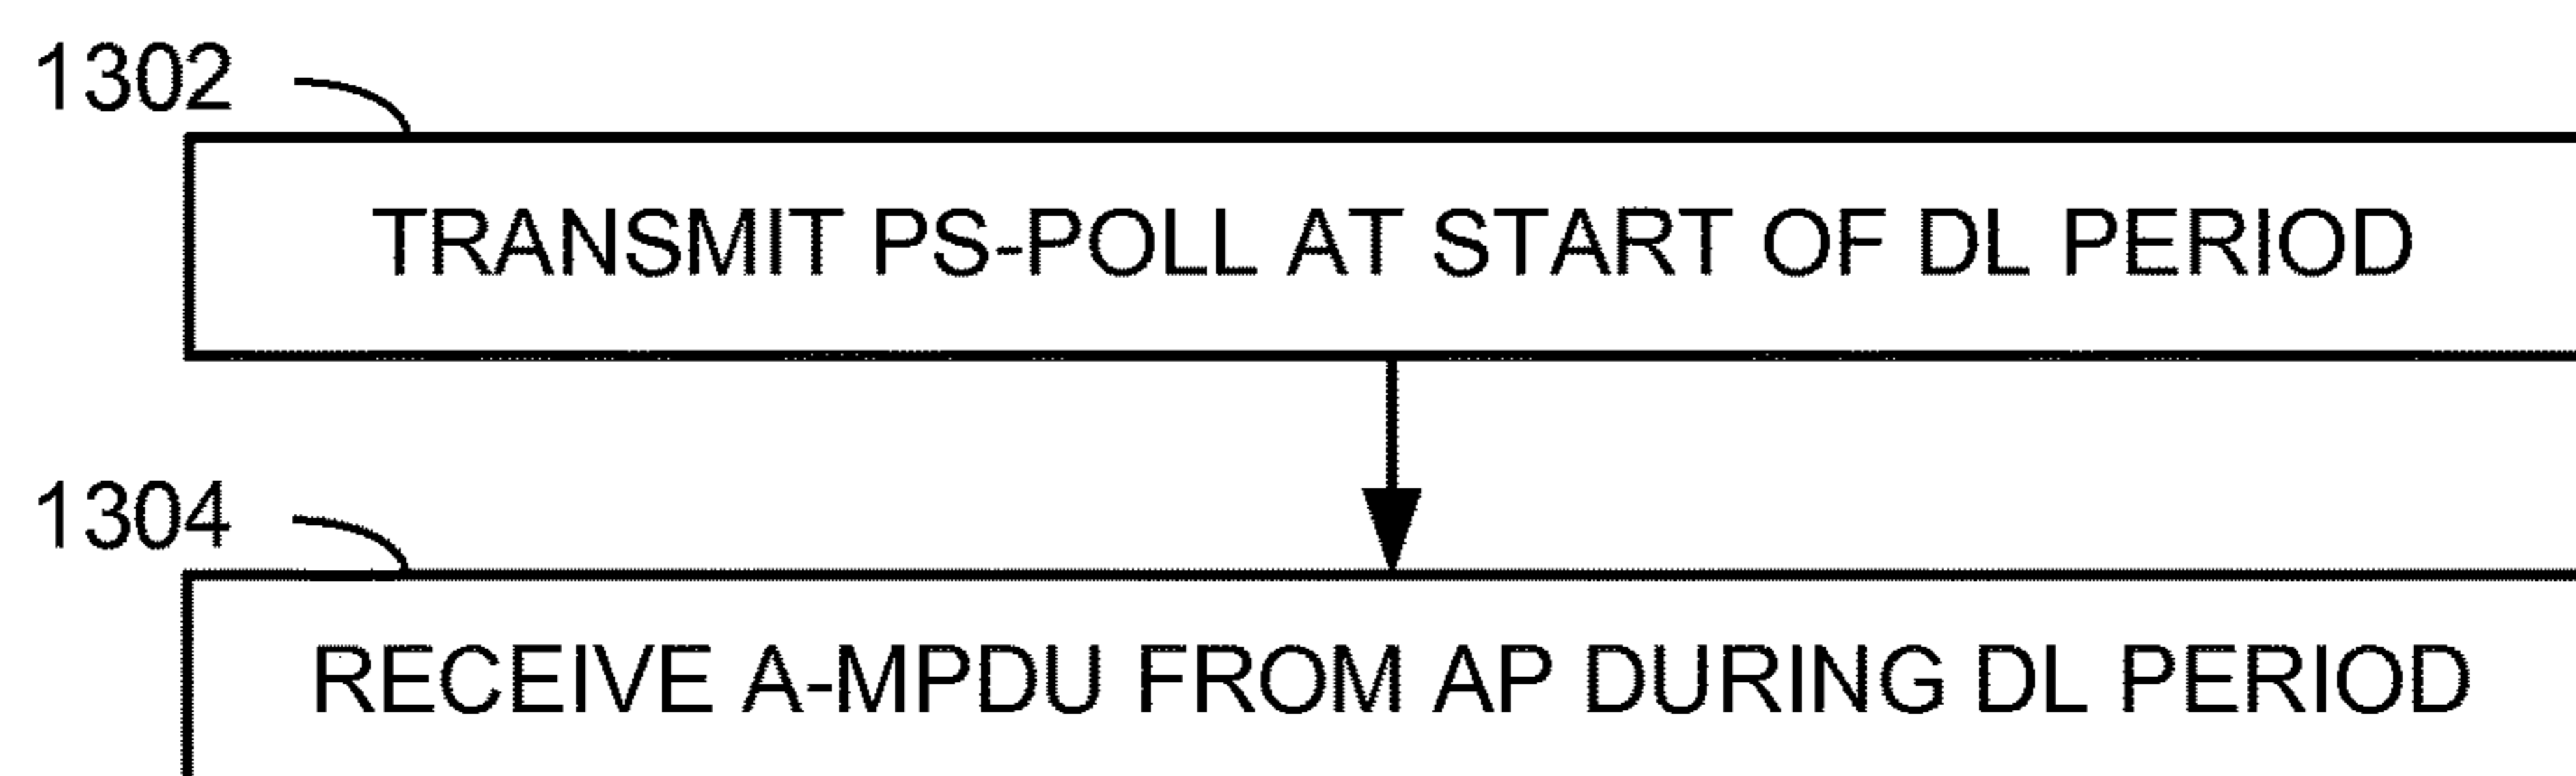 1302
TRANSMIT PS-POLL AT START OF DL PERIOD
1304
RECEIVE A-MPDU FROM AP DURING DL PERIOD